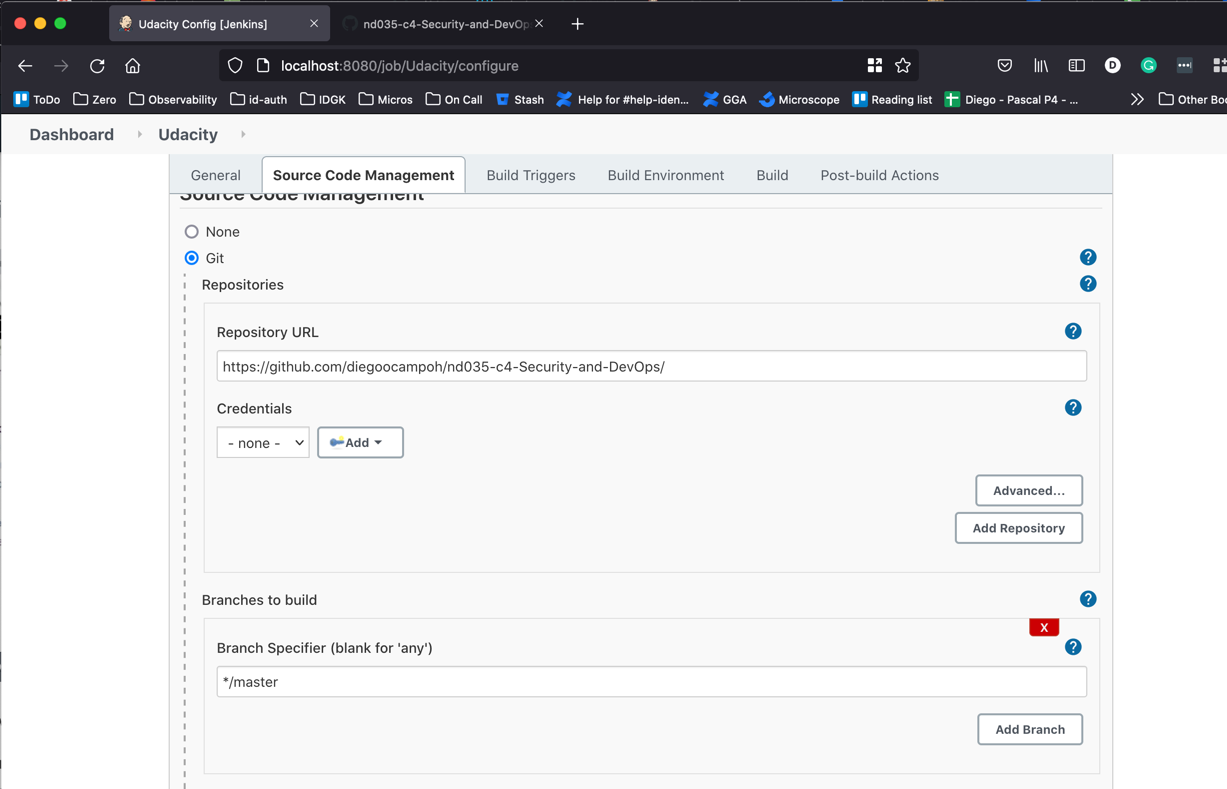 Udacity Config [Jenkins]
nd035-c4-Security-and-DevOp
localhost:8080/job/Udacity/configure
ToDo Zero Observability id-auth IDGK Micros On Call Stash Help for #help-iden... GGA Microscope Reading list Diego - Pascal P4 - ... Other Boo
Dashboard Udacity
General Source Code Management Build Triggers Build Environment Build Post-build Actions
Source Code Management
None
Git
?
Repositories
?
Repository URL
?
https://github.com/diegoocampoh/nd035-c4-Security-and-DevOps/
Credentials
?
- none - Add
Advanced...
Add Repository
Branches to build
?
X
Branch Specifier (blank for 'any')
?
*/master
Add Branch